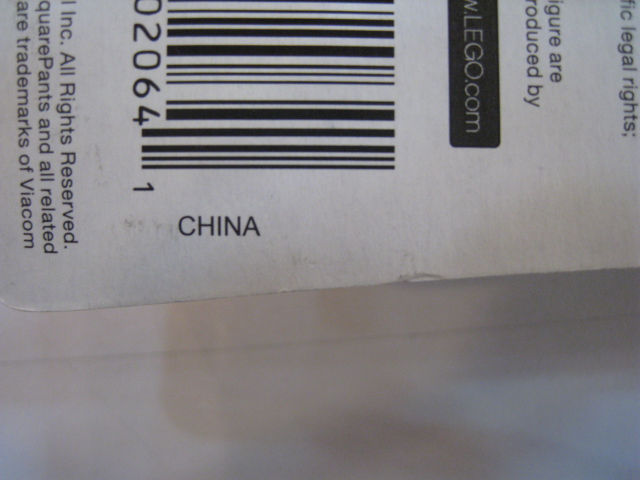 l Inc. All Rights Reserved.
quarePants and all related
are trademarks of Viacom
02064
1
CHINA
w.LEGO.com
igure are
roduced by
fic legal rights;